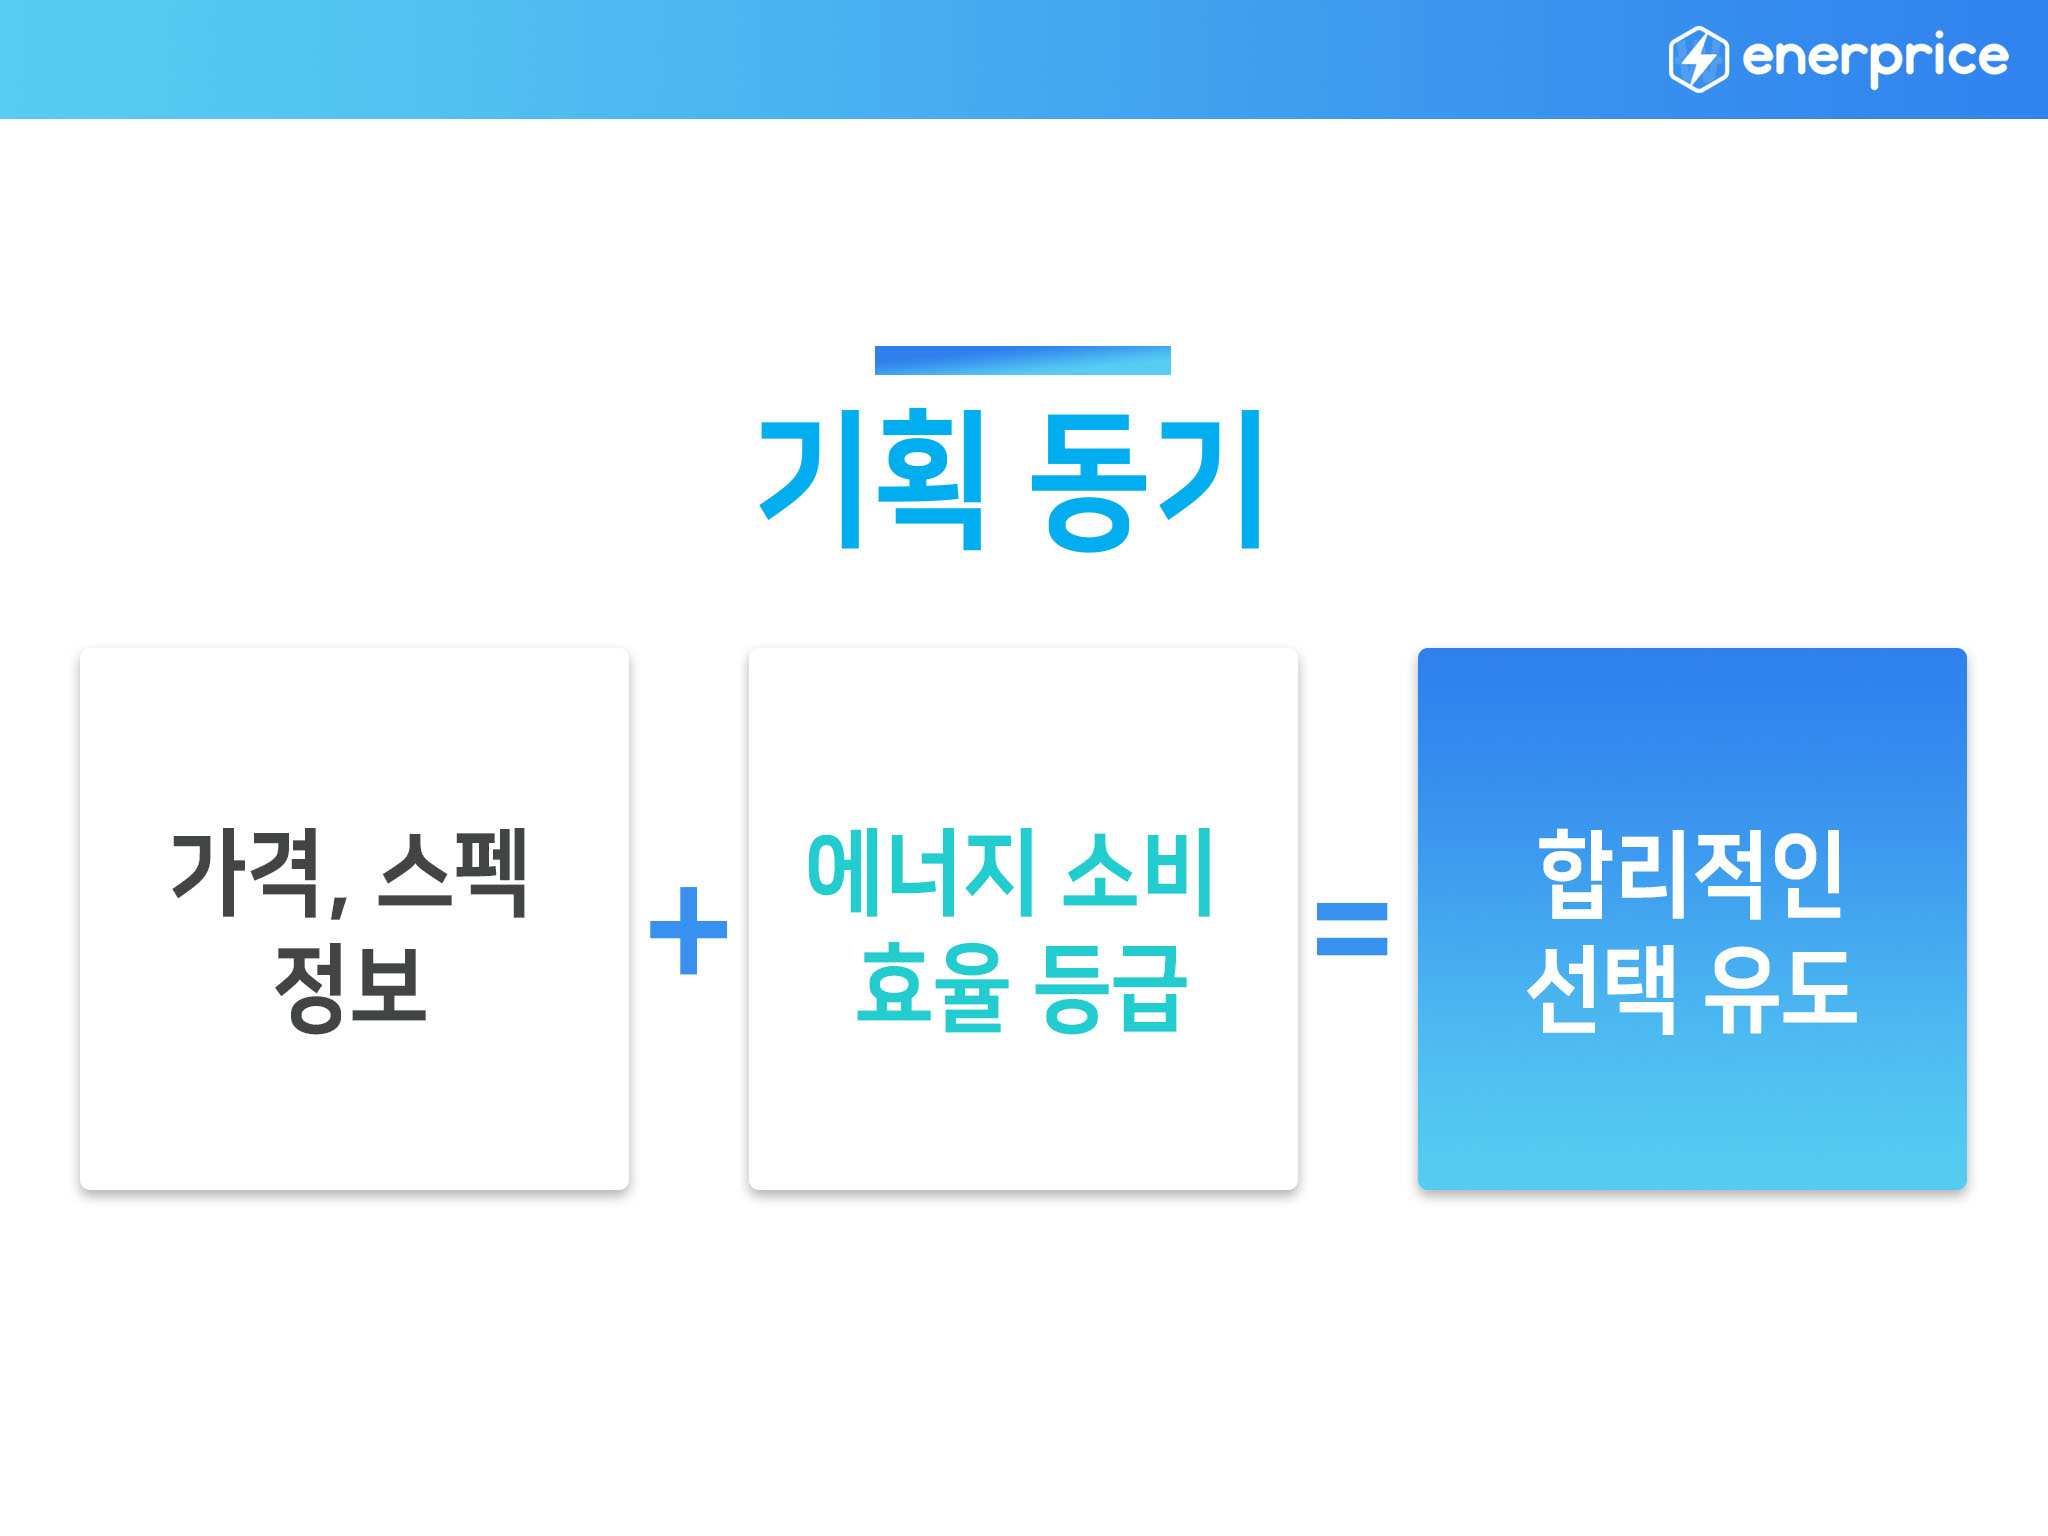 enerprice
기획 동기
가격, 스펙
정보
+
에너지 소비
효율 등급
=
합리적인
선택 유도